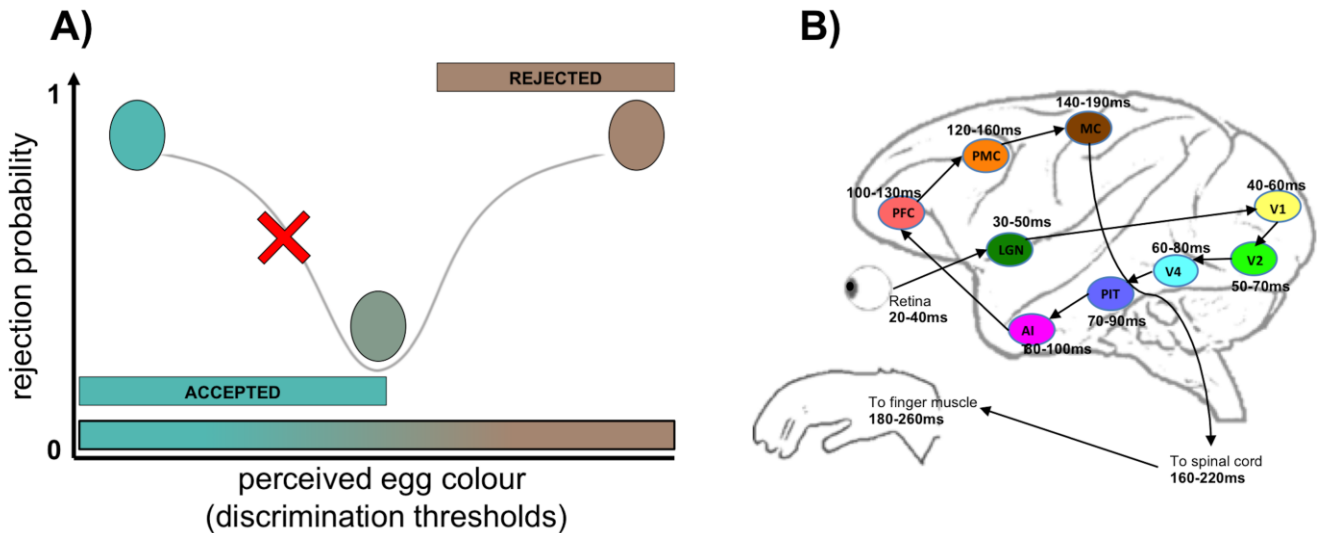 A)
1
REJECTED
rejection probability
ACCEPTED
0
perceived egg colour
(discrimination thresholds)
B)
140-190ms
MC
120-160ms
PMC
100-130ms
PFC
40-60ms
V1
30-50ms
LGN
60-80ms
V4
V2
50-70ms
Retina
20-40ms
PIT
70-90ms
AI
80-100ms
To finger muscle
180-260ms
To spinal cord
160-220ms